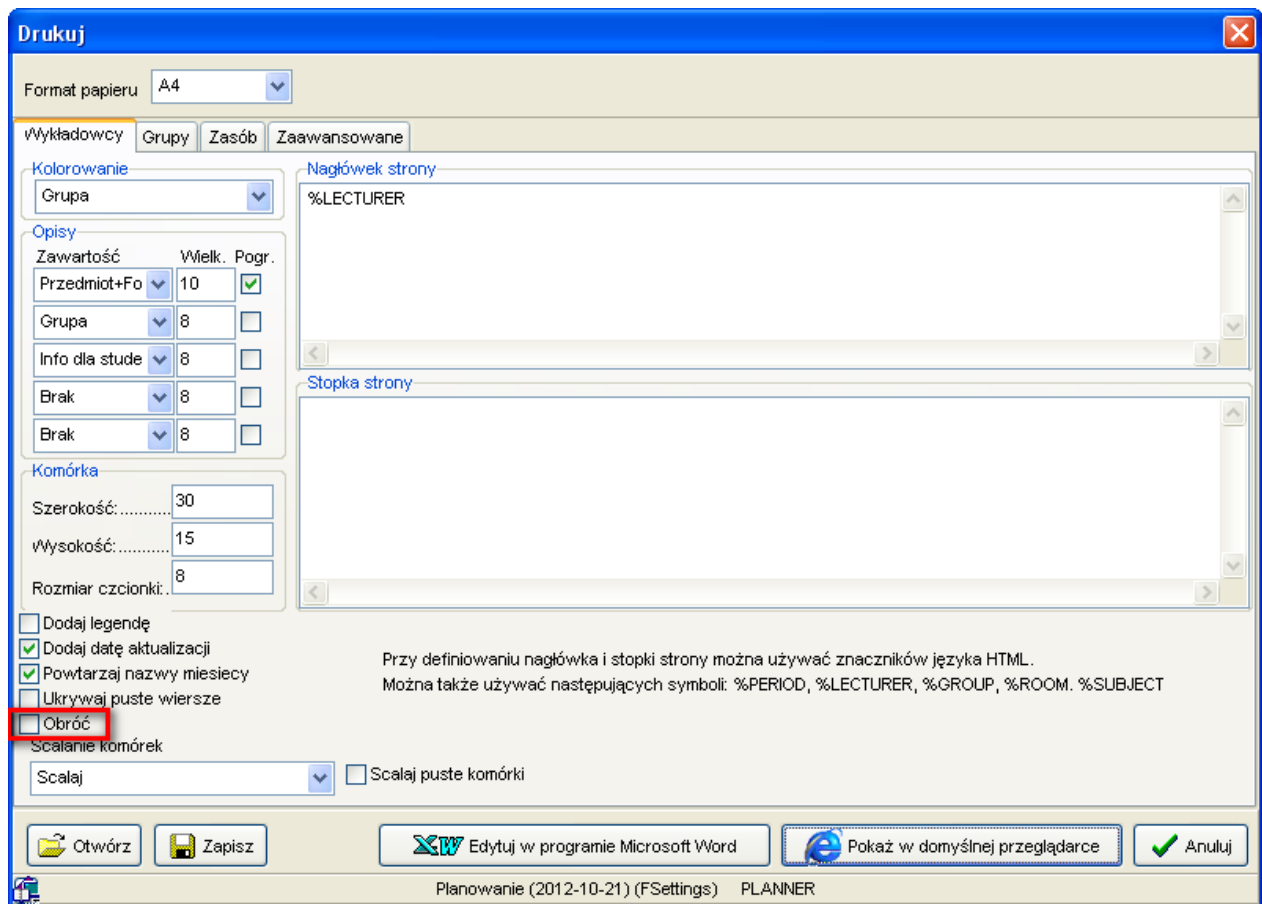 Drukuj
Format papieru A4
Wykładowcy Grupy Zasób Zaawansowane
Kolorowanie
Grupa
Opisy
Zawartość Wielk. Pogr.
Przedmiot+Fo 10
Grupa 8
Info dla stude 8
Brak 8
Brak 8
Komórka
Szerokość:........... 30
Wysokość:........... 15
Rozmiar czcionki:. 8
Nagłówek strony
%LECTURER
Stopka strony
Dodaj legendę
Dodaj datę aktualizacji
Powtarzaj nazwy miesiecy
Ukrywaj puste wiersze
Obróć
Przy definiowaniu nagłówka i stopki strony można używać znaczników języka HTML.
Można także używać następujących symboli: %PERIOD, %LECTURER, %GROUP, %ROOM. %SUBJECT
Scalanie komórek
Scalaj Scalaj puste komórki
Otwórz Zapisz Edytuj w programie Microsoft Word Pokaż w domyślnej przeglądarce Anuluj
Planowanie (2012-10-21) (FSettings) PLANNER